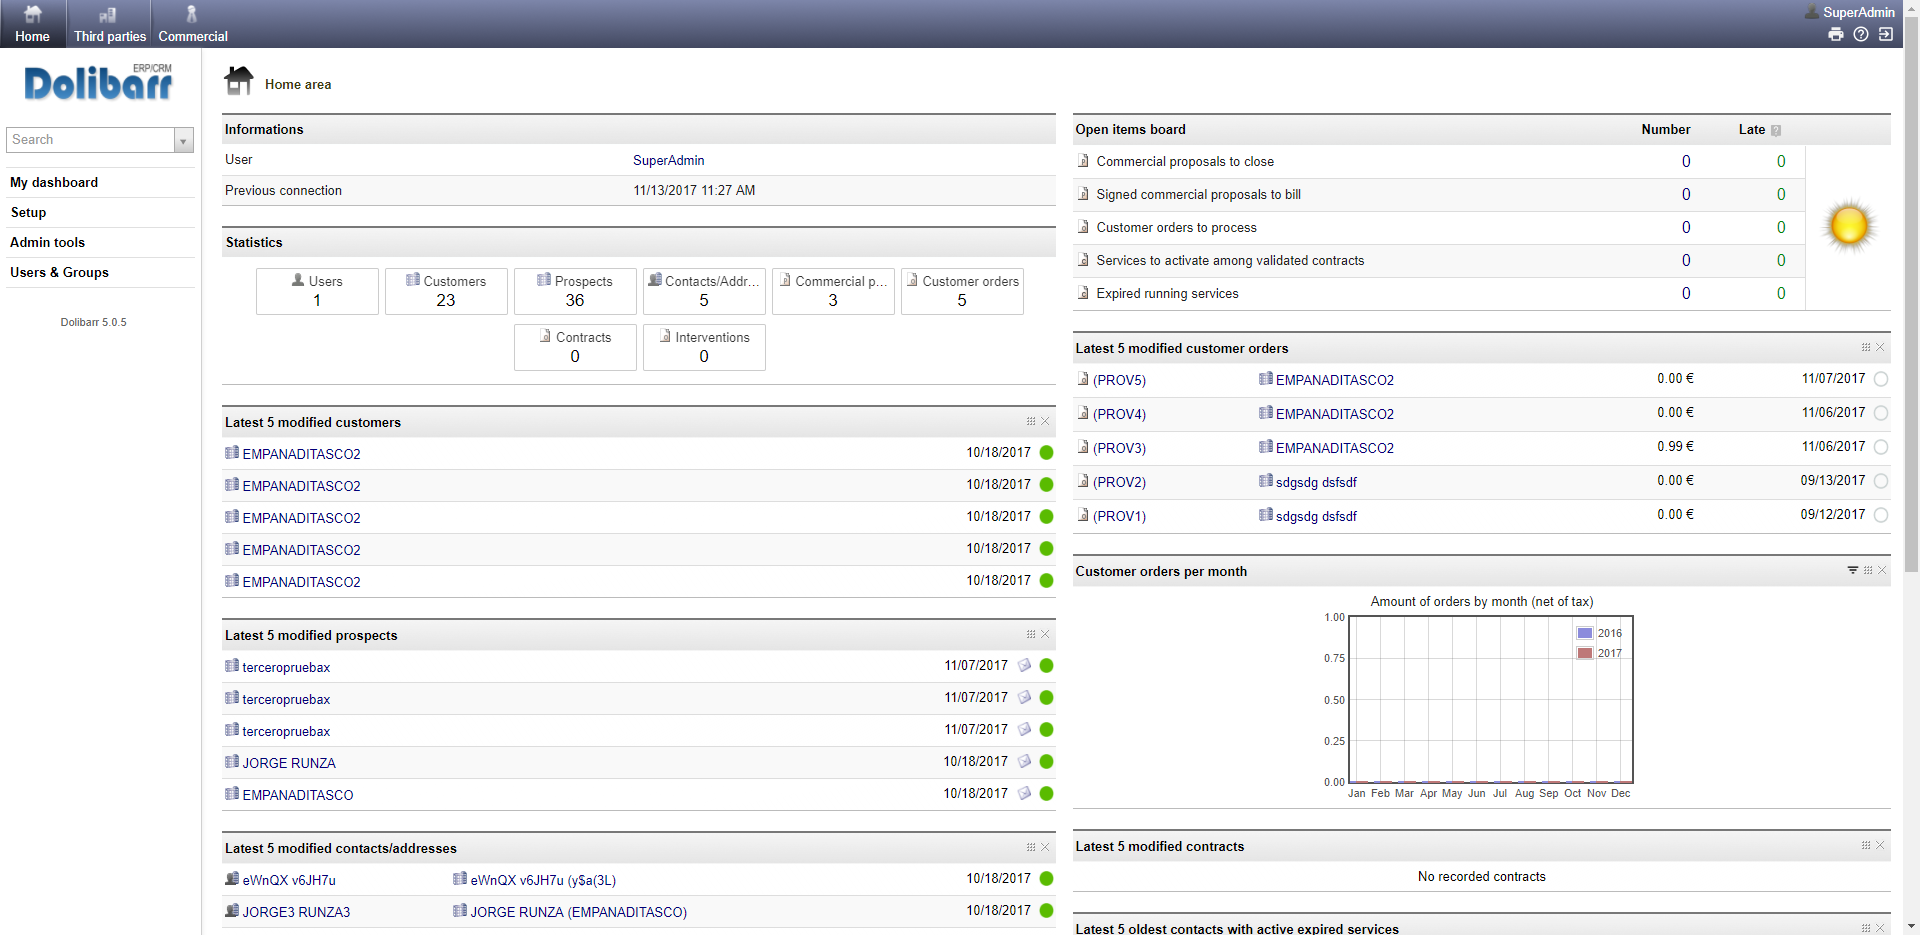 Home
Third parties
Commercial
SuperAdmin
ERP/CRM
Dolibarr
Search
My dashboard
Setup
Admin tools
Users & Groups
Dolibarr 5.0.5
Home area
Informations
User SuperAdmin
Previous connection 11/13/2017 11:27 AM
Statistics
Users
1
Customers
23
Prospects
36
Contacts/Addr...
5
Commercial p...
3
Customer orders
5
Contracts
0
Interventions
0
Latest 5 modified customers
EMPANADITASCO2 10/18/2017
EMPANADITASCO2 10/18/2017
EMPANADITASCO2 10/18/2017
EMPANADITASCO2 10/18/2017
EMPANADITASCO2 10/18/2017
Latest 5 modified prospects
terceropruebax 11/07/2017
terceropruebax 11/07/2017
terceropruebax 11/07/2017
JORGE RUNZA 10/18/2017
EMPANADITASCO 10/18/2017
Latest 5 modified contacts/addresses
eWnQX v6JH7u eWnQX v6JH7u (y$a(3L) 10/18/2017
JORGE3 RUNZA3 JORGE RUNZA (EMPANADITASCO) 10/18/2017
Open items board Number Late ?
Commercial proposals to close 0 0
Signed commercial proposals to bill 0 0
Customer orders to process 0 0
Services to activate among validated contracts 0 0
Expired running services 0 0
Latest 5 modified customer orders
(PROV5) EMPANADITASCO2 0.00 € 11/07/2017
(PROV4) EMPANADITASCO2 0.00 € 11/06/2017
(PROV3) EMPANADITASCO2 0.99 € 11/06/2017
(PROV2) sdgsdg dsfsdf 0.00 € 09/13/2017
(PROV1) sdgsdg dsfsdf 0.00 € 09/12/2017
Customer orders per month
Amount of orders by month (net of tax)
1.00
0.75
0.50
0.25
0.00
2016
2017
Jan Feb Mar Apr May Jun Jul Aug Sep Oct Nov Dec
Latest 5 modified contracts
No recorded contracts
Latest 5 oldest contacts with active expired services